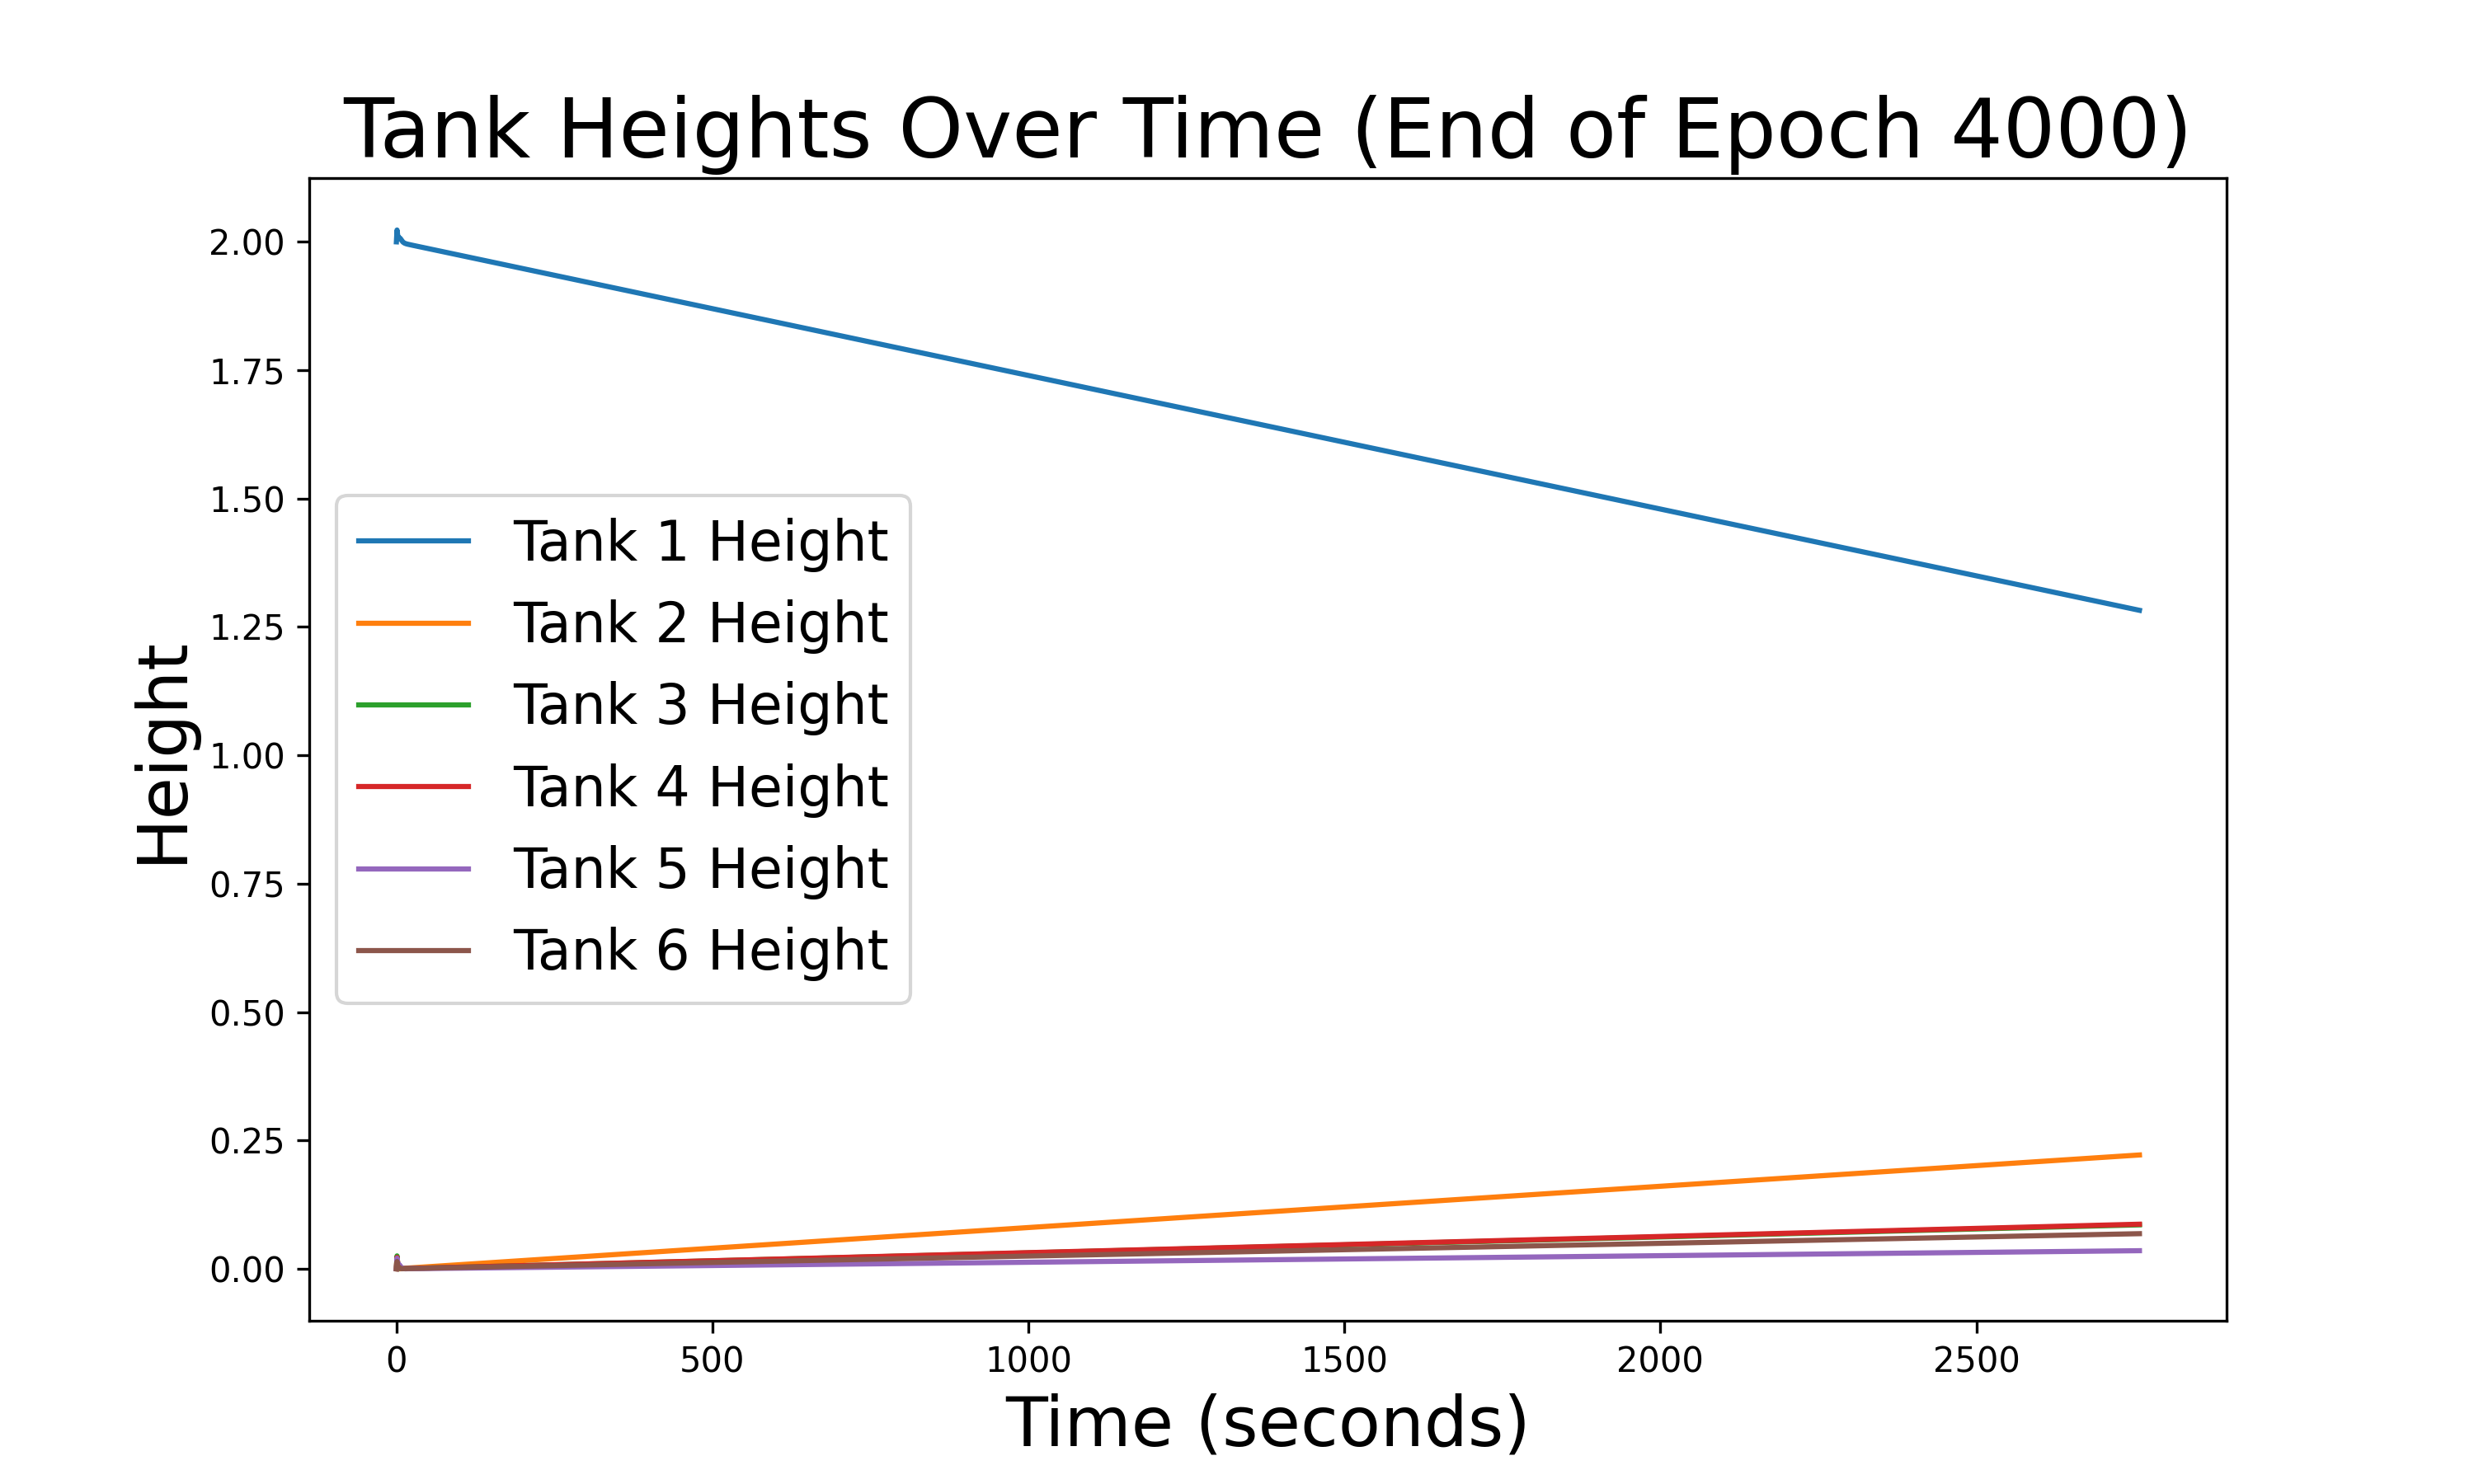 Tank Heights Over Time (End of Epoch 4000)
2.00
1.75
1.50
1.25
1.00
0.75
0.50
0.25
0.00
Height
Tank 1 Height
Tank 2 Height
Tank 3 Height
Tank 4 Height
Tank 5 Height
Tank 6 Height
0 500 1000 1500 2000 2500
Time (seconds)